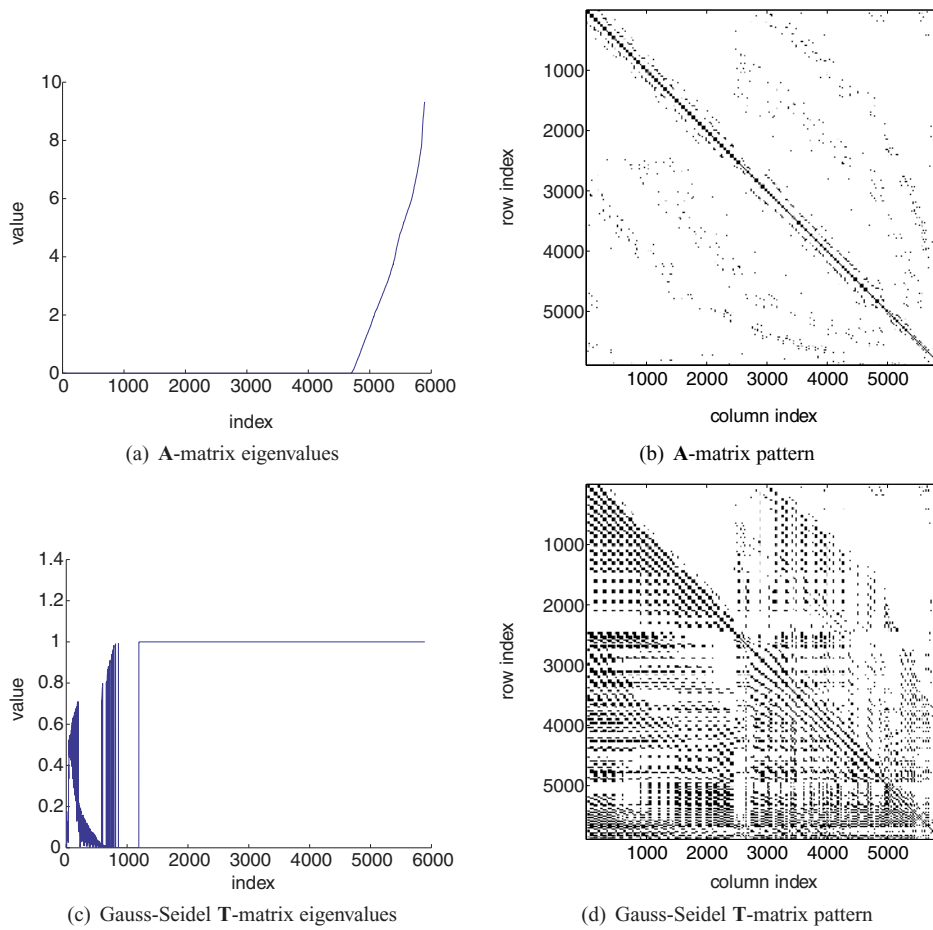 10
8
6
4
2
0
value
0 1000 2000 3000 4000 5000 6000
index
(a) A-matrix eigenvalues
1000
2000
3000
4000
5000
row index
1000 2000 3000 4000 5000
column index
(b) A-matrix pattern
1.4
1.2
1
0.8
0.6
0.4
0.2
0
value
0 1000 2000 3000 4000 5000 6000
index
(c) Gauss-Seidel T-matrix eigenvalues
1000
2000
3000
4000
5000
row index
1000 2000 3000 4000 5000
column index
(d) Gauss-Seidel T-matrix pattern